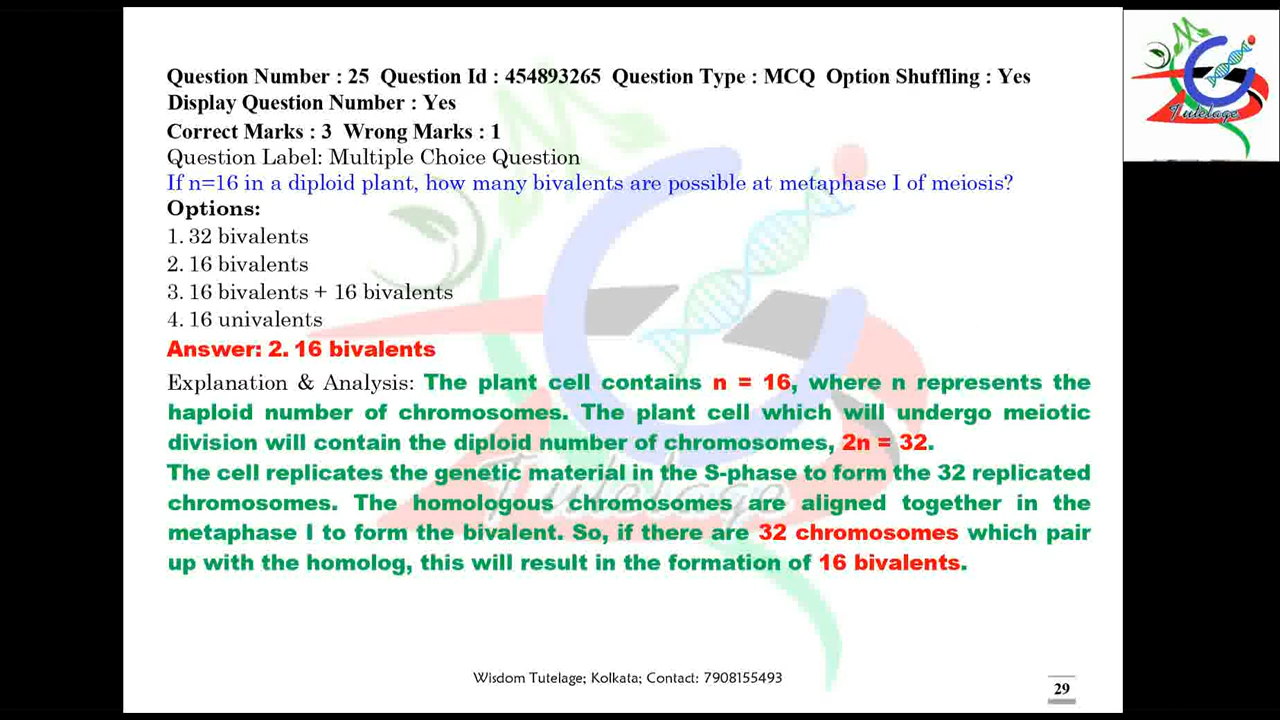 Question Number : 25 Question Id : 454893265 Question Type : MCQ Option Shuffling : Yes
Display Question Number : Yes
Correct Marks : 3 Wrong Marks : 1
Question Label: Multiple Choice Question
If n=16 in a diploid plant, how many bivalents are possible at metaphase I of meiosis?
Options:
1. 32 bivalents
2. 16 bivalents
3. 16 bivalents + 16 bivalents
4. 16 univalents
Answer: 2. 16 bivalents
Explanation & Analysis: The plant cell contains n = 16, where n represents the
haploid number of chromosomes. The plant cell which will undergo meiotic
division will contain the diploid number of chromosomes, 2n = 32.
The cell replicates the genetic material in the S-phase to form the 32 replicated
chromosomes. The homologous chromosomes are aligned together in the
metaphase I to form the bivalent. So, if there are 32 chromosomes which pair
up with the homolog, this will result in the formation of 16 bivalents.
Wisdom Tutelage; Kolkata; Contact: 7908155493
29
Tutelage
Tutelage